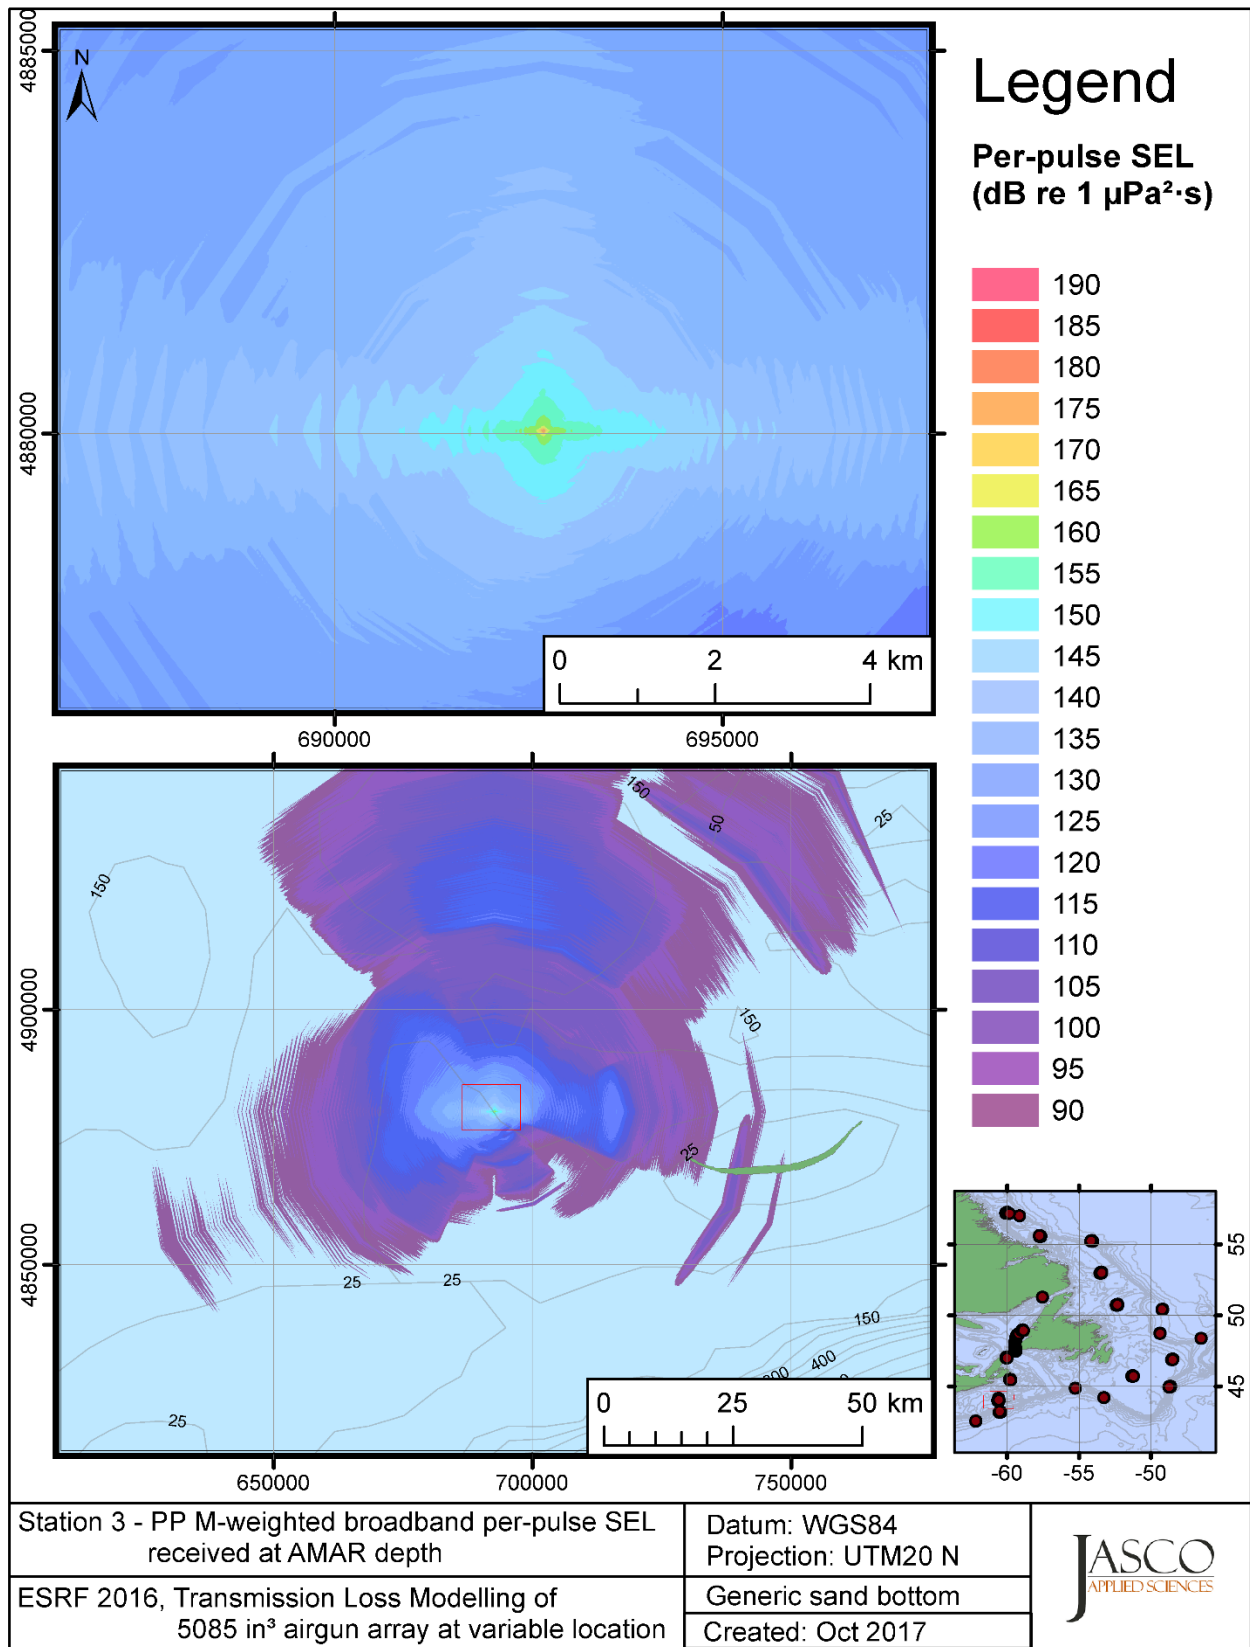 4885000
N
4880000
0 2 4 km
690000 695000
Legend
Per-pulse SEL
(dB re 1 µPa²·s)
190
185
180
175
170
165
160
155
150
145
140
135
130
125
120
115
110
105
100
95
90
150
50
25
150
4900000
150
25
4850000
25
25
150
400
25
0 25 50 km
650000 700000 750000
55
50
45
-60 -55 -50
Station 3 - PP M-weighted broadband per-pulse SEL
received at AMAR depth
ESRF 2016, Transmission Loss Modelling of
5085 in³ airgun array at variable location
Datum: WGS84
Projection: UTM20 N
Generic sand bottom
Created: Oct 2017
JASCO
APPLIED SCIENCES